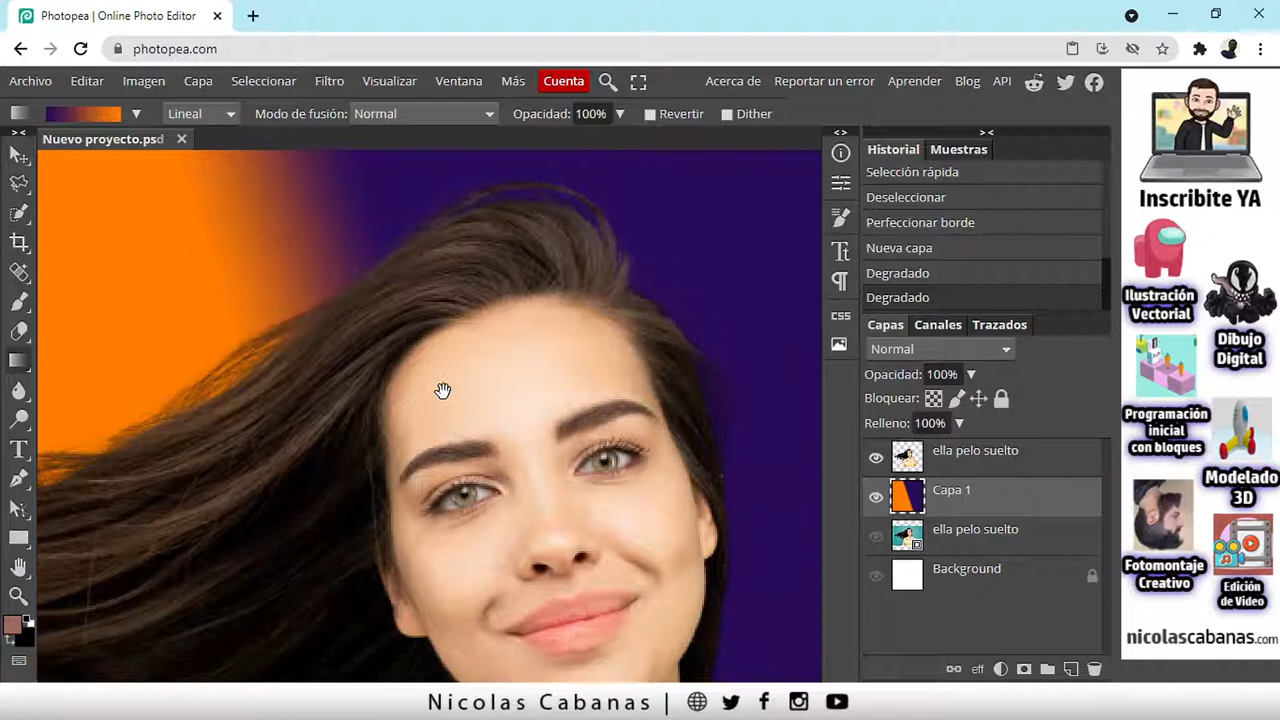 Photopea | Online Photo Editor
photopea.com
Archivo Editar Imagen Capa Seleccionar Filtro Visualizar Ventana Más Cuenta Acerca de Reportar un error Aprender Blog API
Lineal Modo de fusión: Normal Opacidad: 100% Revertir Dither
Nuevo proyecto.psd
Historial Muestras
Selección rápida
Deseleccionar
Perfeccionar borde
Nueva capa
Degradado
Degradado
CSS
Capas Canales Trazados
Normal
Opacidad: 100%
Bloquear:
Relleno: 100%
ella pelo suelto
Capa 1
ella pelo suelto
Background
eff
Inscribite YA
Ilustración
Vectorial
Dibujo
Digital
Programación
inicial
con bloques
Modelado
3D
Fotomontaje
Creativo
Edición
de Video
nicolascabanas.com
Nicolas Cabanas |